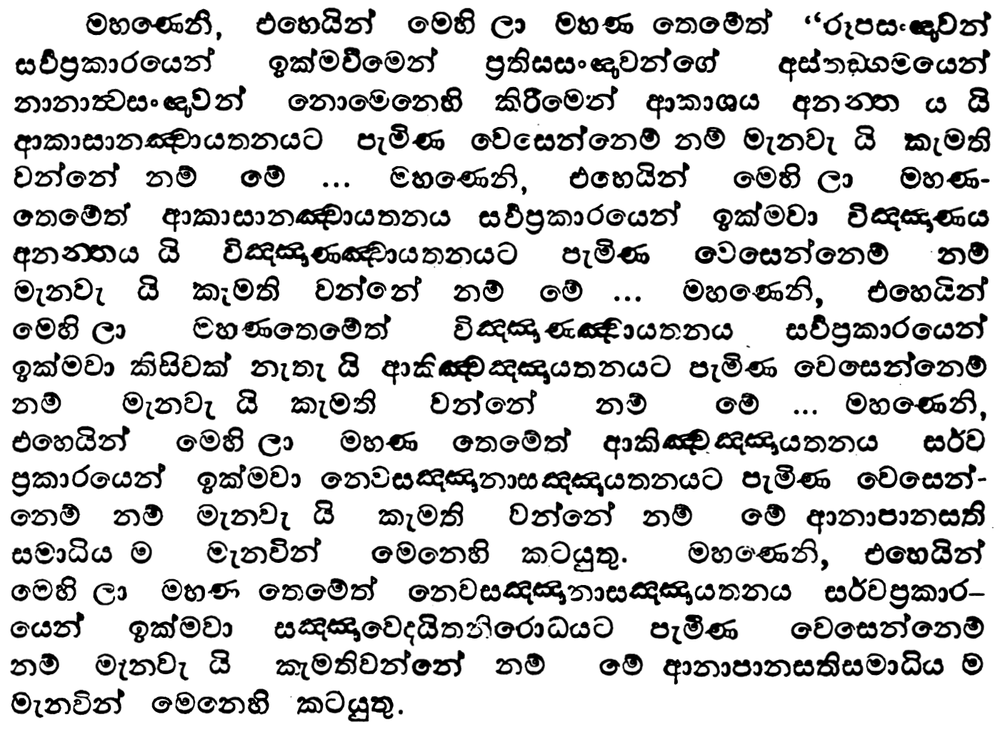 මහණෙනි, එහෙයින් මෙහි ලා මහණ තෙමේත් “රූපසංඥාවන්
සර්‍වප්‍රකාරයෙන් ඉක්මවීමෙන් ප්‍රතිඝසංඥාවන්ගේ අස්තඞ්ගමයෙන්
නානාත්‍වසංඥාවන් නොමෙනෙහි කිරීමෙන් ආකාශය අනන්ත ය යි
ආකාසානඤ්චායතනයට පැමිණ වෙසෙන්නෙම් නම් මැනවැ යි කැමති
වන්නේ නම් මේ ... මහණෙනි, එහෙයින් මෙහි ලා මහණ-
තෙමේත් ආකාසානඤ්චායතනය සර්‍වප්‍රකාරයෙන් ඉක්මවා විඤ්ඤාණය
අනන්තය යි විඤ්ඤාණඤ්චායතනයට පැමිණ වෙසෙන්නෙම් නම්
මැනවැ යි කැමති වන්නේ නම් මේ ... මහණෙනි, එහෙයින්
මෙහි ලා මහණතෙමේත් විඤ්ඤාණඤ්චායතනය සර්‍වප්‍රකාරයෙන්
ඉක්මවා කිසිවක් නැතැ යි ආකිඤ්චඤ්ඤායතනයට පැමිණ වෙසෙන්නෙම්
නම් මැනවැ යි කැමති වන්නේ නම් මේ ... මහණෙනි,
එහෙයින් මෙහි ලා මහණ තෙමේත් ආකිඤ්චඤ්ඤායතනය සර්ව
ප්‍රකාරයෙන් ඉක්මවා නෙවසඤ්ඤානාසඤ්ඤායතනයට පැමිණ වෙසෙන්-
නෙම් නම් මැනවැ යි කැමති වන්නේ නම් මේ ආනාපානසති
සමාධිය ම මැනවින් මෙනෙහි කටයුතු. මහණෙනි, එහෙයින්
මෙහි ලා මහණ තෙමේත් නෙවසඤ්ඤානාසඤ්ඤායතනය සර්වප්‍රකාර–
යෙන් ඉක්මවා සඤ්ඤාවෙදයිතනිරොධයට පැමිණ වෙසෙන්නෙම්
නම් මැනවැ යි කැමතිවන්නේ නම් මේ ආනාපානසතිසමාධිය ම
මැනවින් මෙනෙහි කටයුතු.